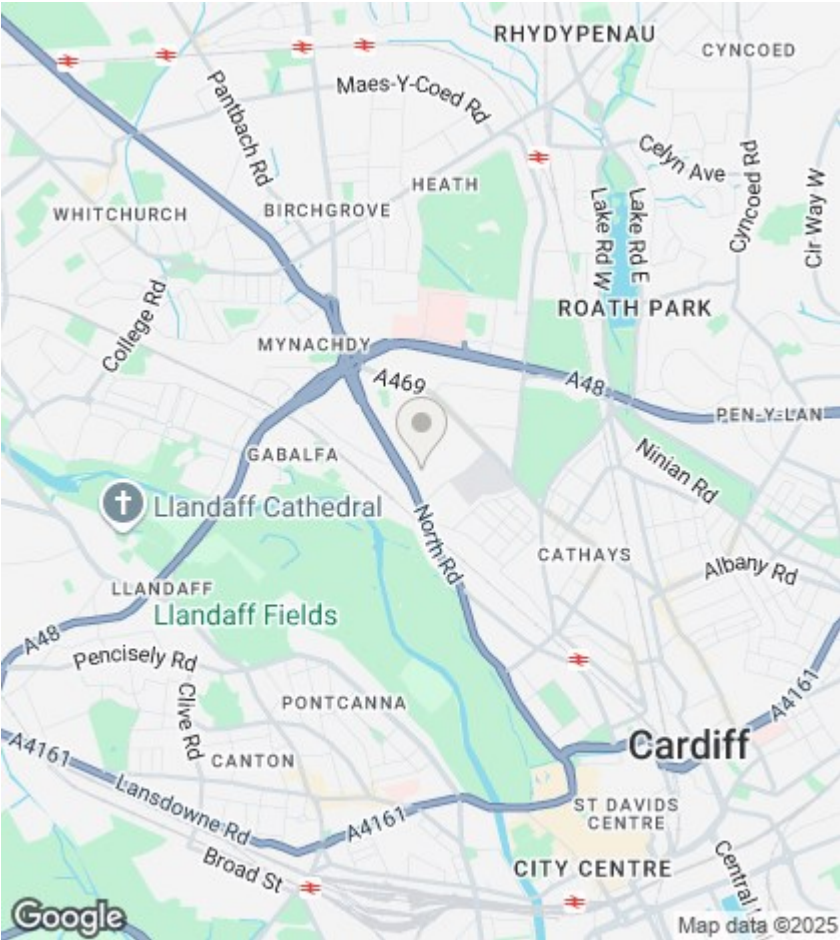 RHYDYPENAU
CYNCOED
Maes-Y-Coed Rd
Pantbach Rd
Celyn Ave
Cyncoed Rd
Cir Way W
HEATH
Lake Rd W
Lake Rd E
WHITCHURCH
BIRCHGROVE
College Rd
ROATH PARK
MYNACHDY
A469
A48
PEN-Y-LAN
GABALFA
Ninian Rd
Llandaff Cathedral
North Rd
CATHAYS
Albany Rd
LLANDAFF
Llandaff Fields
A48
Pencisely Rd
Clive Rd
PONTCANNA
A4161
A4161
CANTON
Cardiff
Lansdowne Rd
A4161
ST DAVIDS
CENTRE
Broad St
CITY CENTRE
Central
Google
Map data ©2025